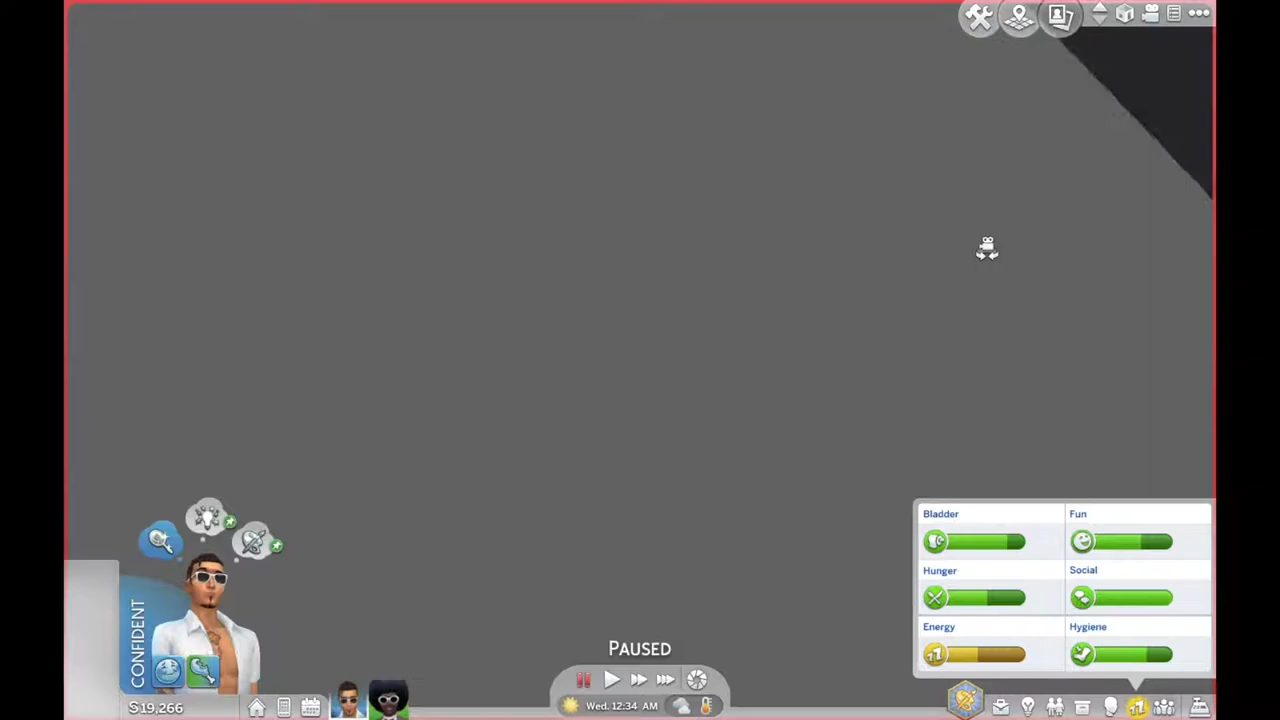 Bladder
Fun
Hunger
Social
Energy
Hygiene
CONFIDENT
PAUSED
Wed. 12:34 AM
§19,266